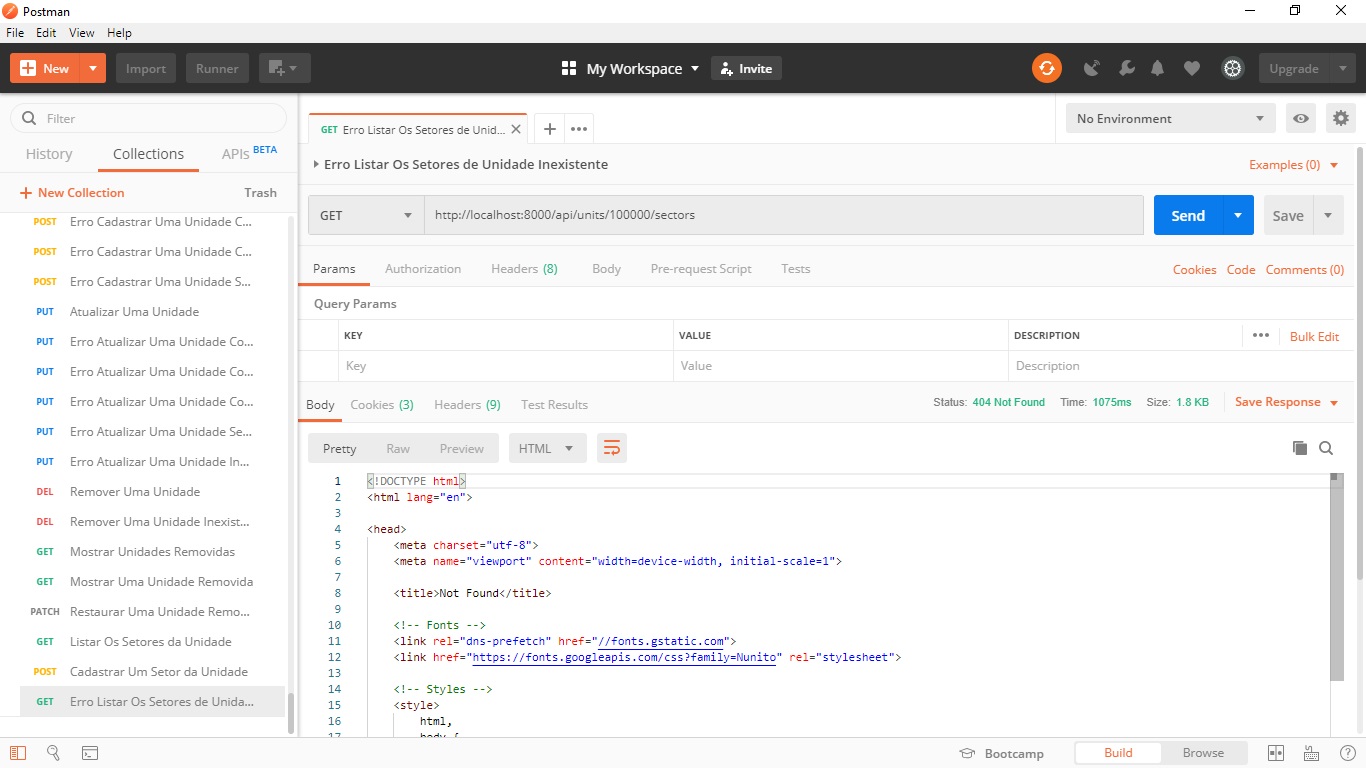 Postman
File Edit View Help
New Import Runner My Workspace Invite Upgrade
Filter
History Collections APIs BETA
New Collection Trash
POST Erro Cadastrar Uma Unidade C...
POST Erro Cadastrar Uma Unidade C...
POST Erro Cadastrar Uma Unidade S...
PUT Atualizar Uma Unidade
PUT Erro Atualizar Uma Unidade Co...
PUT Erro Atualizar Uma Unidade Co...
PUT Erro Atualizar Uma Unidade Co...
PUT Erro Atualizar Uma Unidade Se...
PUT Erro Atualizar Uma Unidade In...
DEL Remover Uma Unidade
DEL Remover Uma Unidade Inexist...
GET Mostrar Unidades Removidas
GET Mostrar Uma Unidade Removida
PATCH Restaurar Uma Unidade Remo...
GET Listar Os Setores da Unidade
POST Cadastrar Um Setor da Unidade
GET Erro Listar Os Setores de Unida...
GET Erro Listar Os Setores de Unid...
No Environment
Erro Listar Os Setores de Unidade Inexistente
Examples (0)
GET http://localhost:8000/api/units/100000/sectors Send Save
Params Authorization Headers (8) Body Pre-request Script Tests Cookies Code Comments (0)
Query Params
KEY VALUE DESCRIPTION Bulk Edit
Key Value Description
Body Cookies (3) Headers (9) Test Results Status: 404 Not Found Time: 1075ms Size: 1.8 KB Save Response
Pretty Raw Preview HTML
1 <!DOCTYPE html>
2 <html lang="en">
3
4 <head>
5 <meta charset="utf-8">
6 <meta name="viewport" content="width=device-width, initial-scale=1">
7
8 <title>Not Found</title>
9
10 <!-- Fonts -->
11 <link rel="dns-prefetch" href="//fonts.gstatic.com">
12 <link href="https://fonts.googleapis.com/css?family=Nunito" rel="stylesheet">
13
14 <!-- Styles -->
15 <style>
16 html,
17 body {
Bootcamp Build Browse